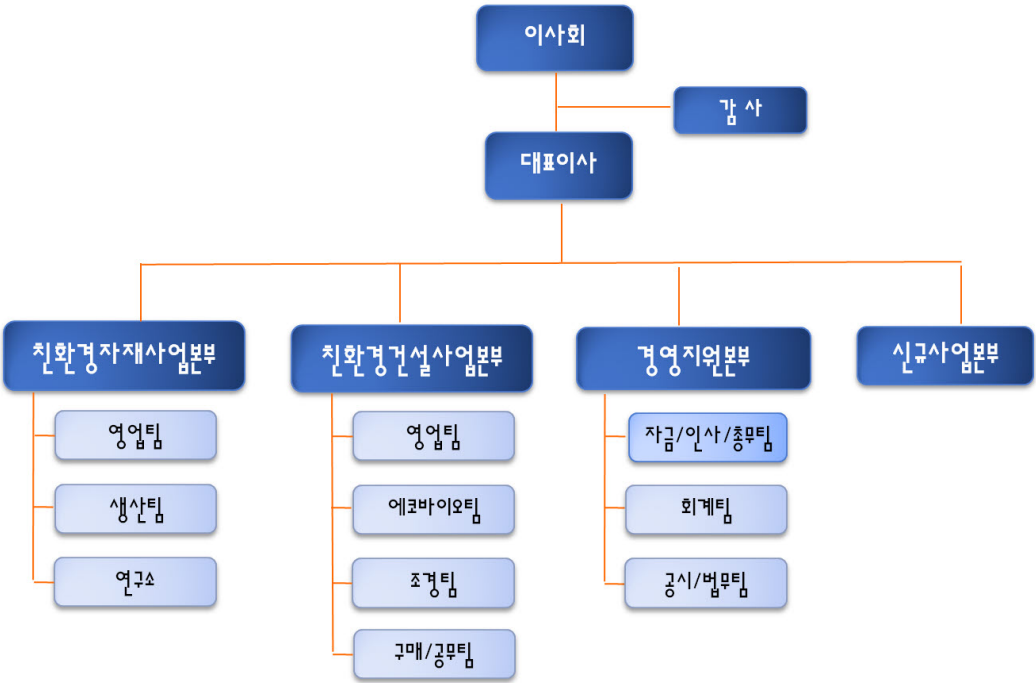 이사회
감 사
대표이사
친환경자재사업본부
친환경건설사업본부
경영지원본부
신규사업본부
영업팀
영업팀
자금/인사/총무팀
생산팀
에코바이오팀
회계팀
연구소
조경팀
공시/법무팀
구매/공무팀